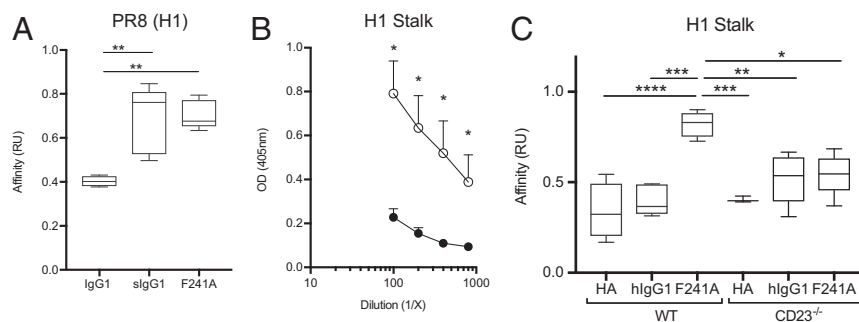 A
PR8 (H1)
**
**
Affinity (RU)
1.0
0.8
0.6
0.4
0.2
0.0
IgG1 sIgG1 F241A
B
H1 Stalk
* * * *
OD (405nm)
1.0
0.8
0.6
0.4
0.2
0.0
10 100 1000
Dilution (1/X)
C
H1 Stalk
*
*** **
**** ***
Affinity (RU)
1.0
0.5
0.0
HA hIgG1 F241A HA hIgG1 F241A
WT CD23-/-